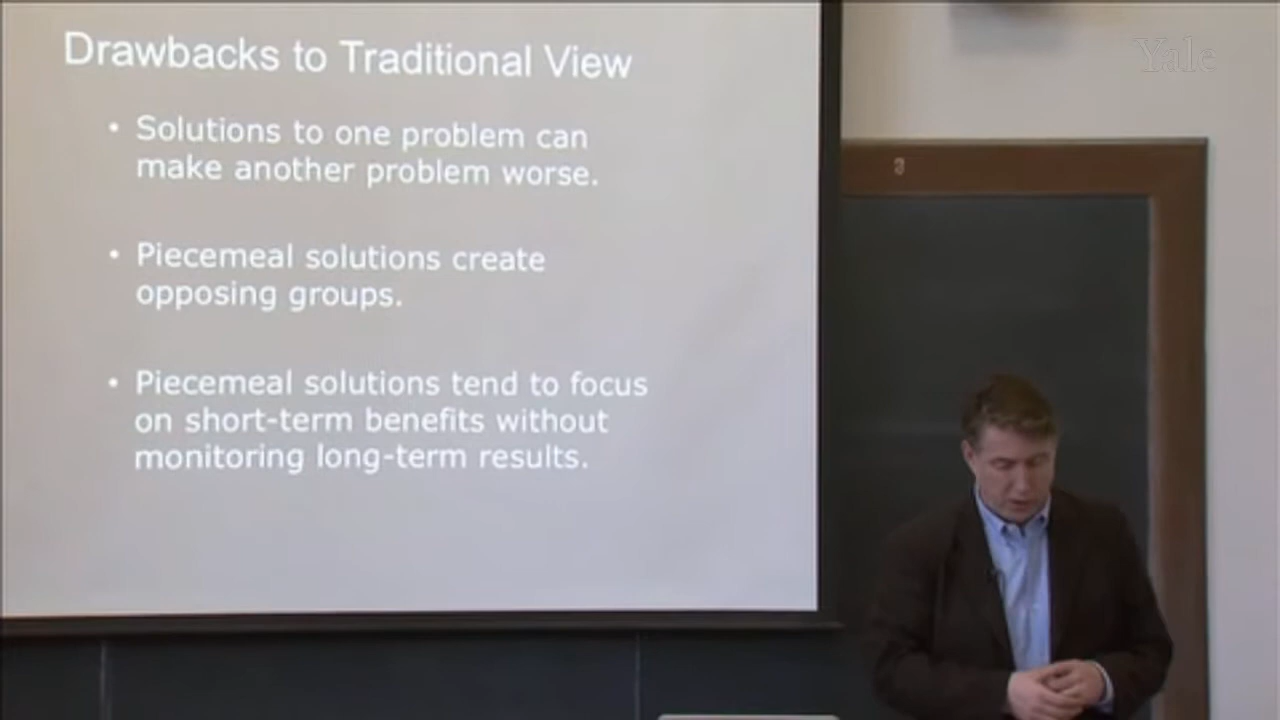 Drawbacks to Traditional View
• Solutions to one problem can
make another problem worse.
• Piecemeal solutions create
opposing groups.
• Piecemeal solutions tend to focus
on short-term benefits without
monitoring long-term results.
Yale